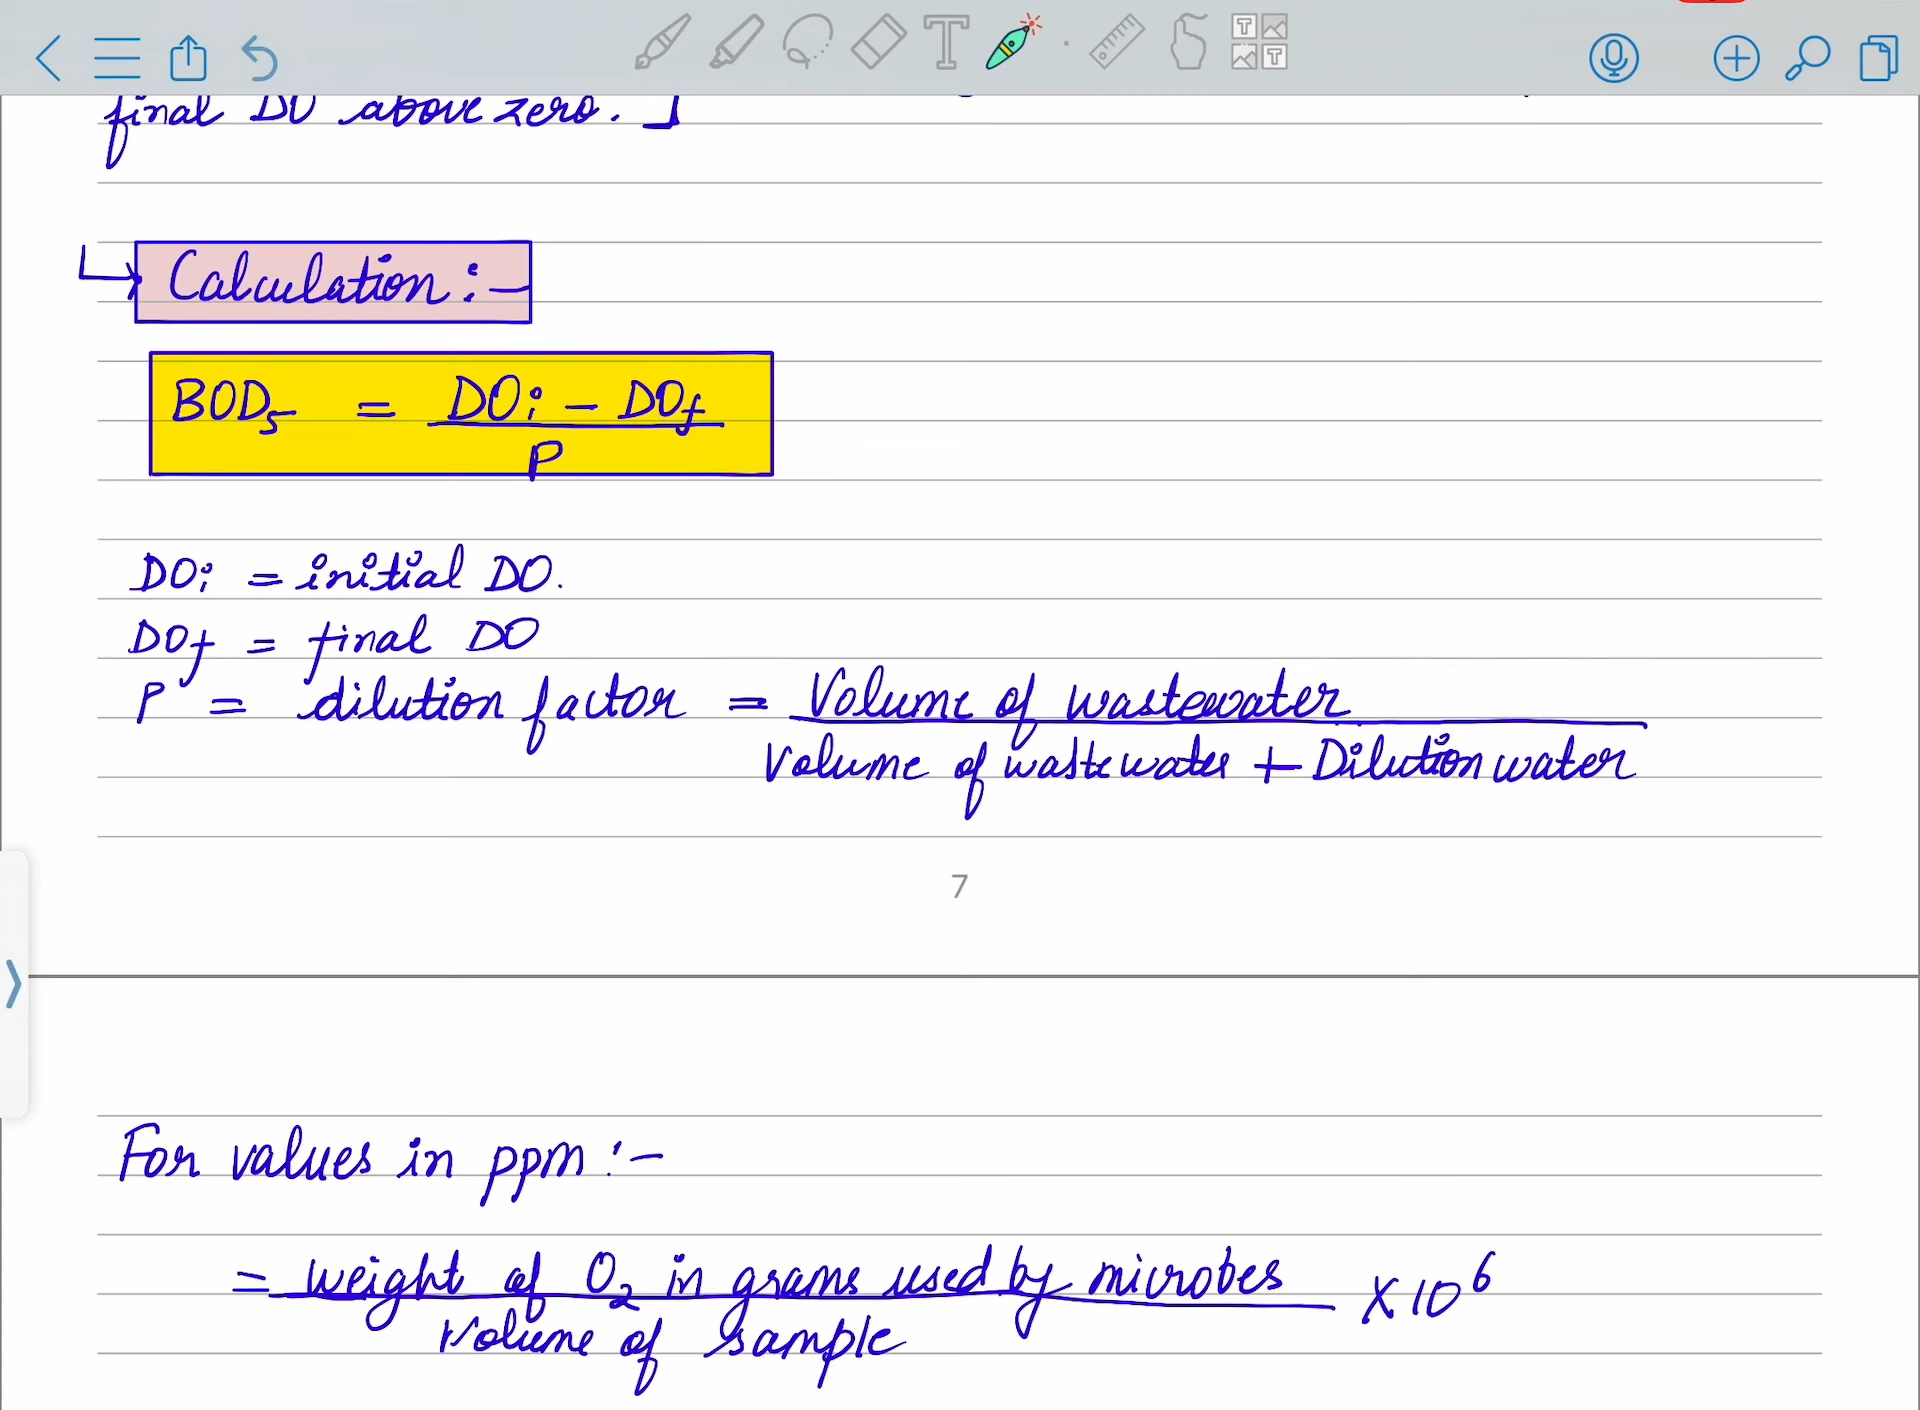 final DO above zero. ]
Calculation :-
BOD5 = DOi - DOf
P
DOi = initial DO.
DOf = final DO
P = dilution factor = Volume of wastewater
Volume of wastewater + Dilution water
7
For values in ppm :-
= weight of O2 in grams used by microbes × 10^6
Volume of sample